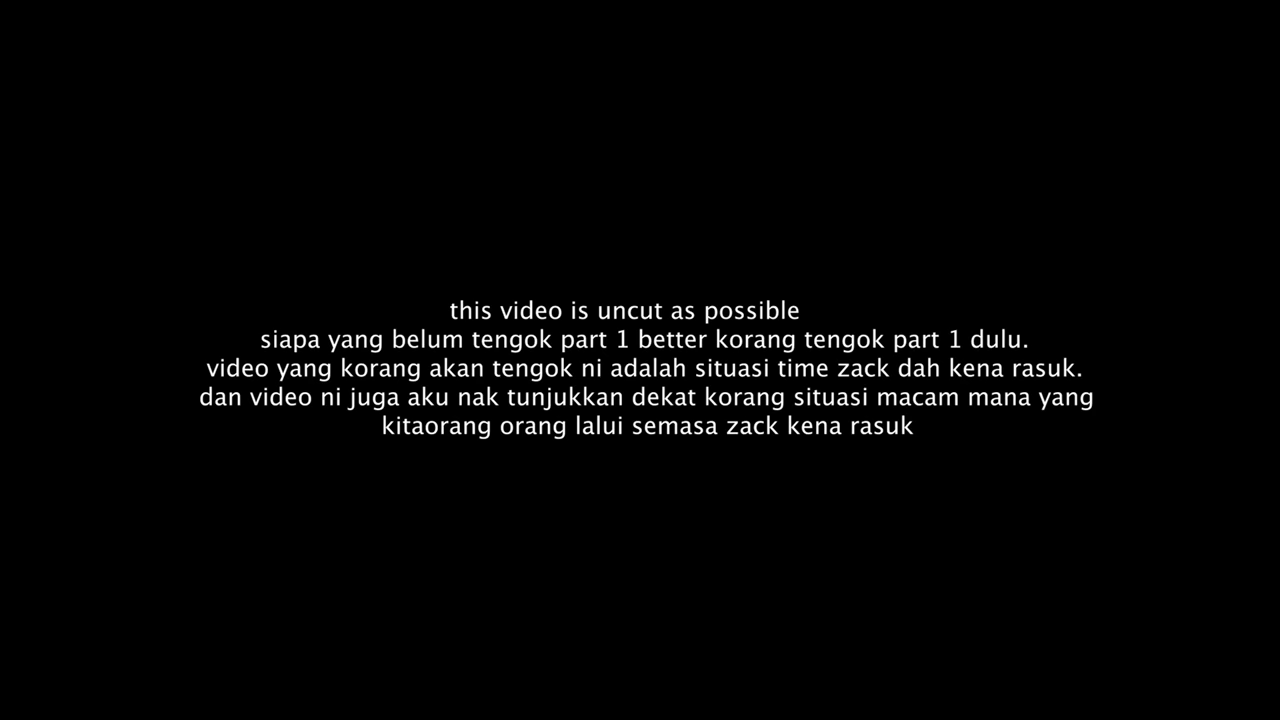 this video is uncut as possible
siapa yang belum tengok part 1 better korang tengok part 1 dulu.
video yang korang akan tengok ni adalah situasi time zack dah kena rasuk.
dan video ni juga aku nak tunjukkan dekat korang situasi macam mana yang
kitaorang orang lalui semasa zack kena rasuk